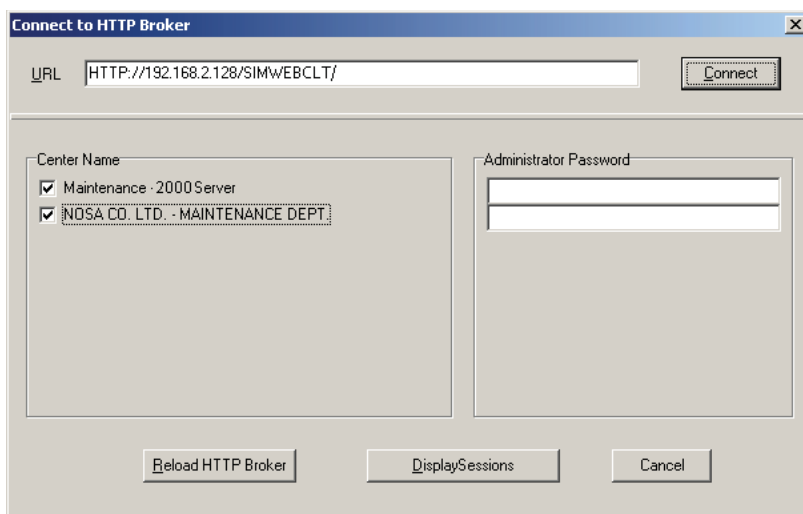 Connect to HTTP Broker
URL HTTP://192.168.2.128/SIMWEBCLT/ Connect
Center Name
Maintenance - 2000 Server
NOSA CO. LTD. - MAINTENANCE DEPT.
Administrator Password
Reload HTTP Broker DisplaySessions Cancel